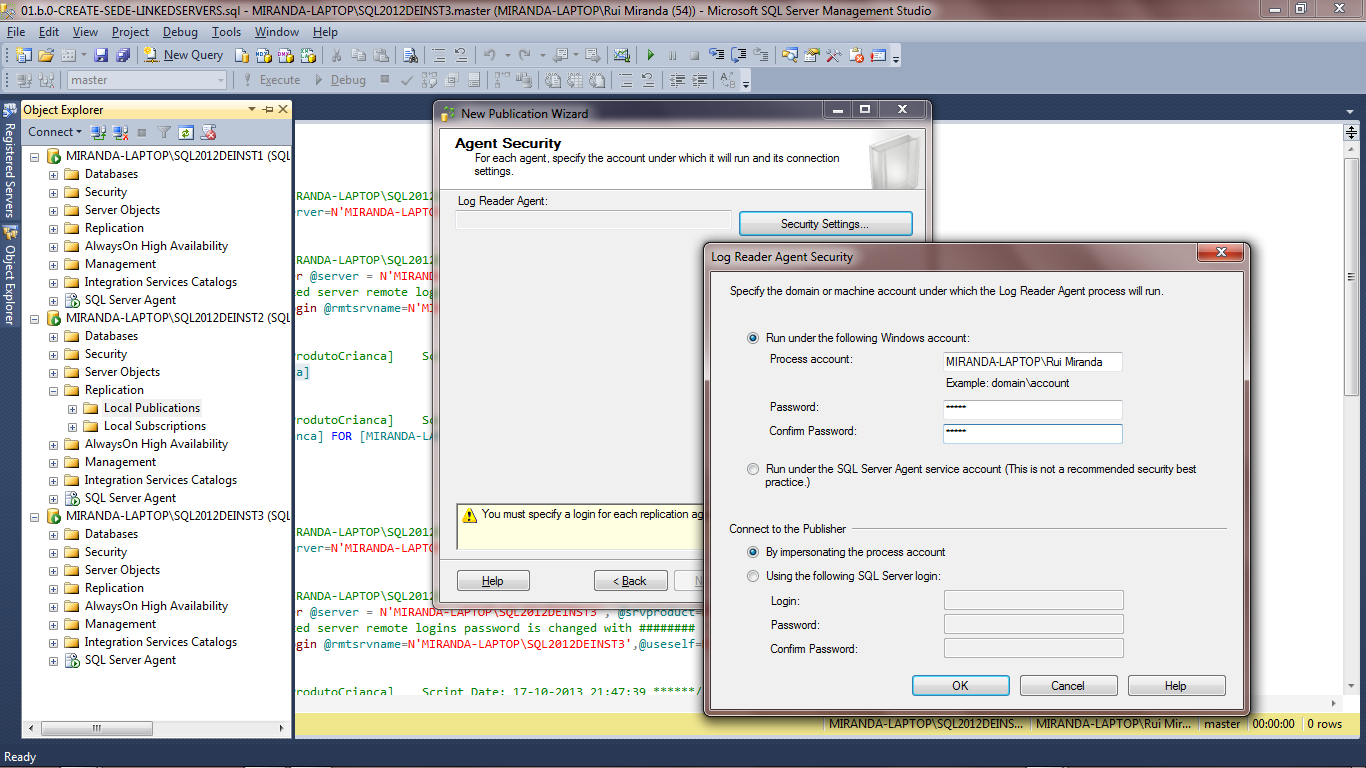 01.b.0-CREATE-SEDE-LINKEDSERVERS.sql - MIRANDA-LAPTOP\SQL2012DEINST3.master (MIRANDA-LAPTOP\Rui Miranda (54)) - Microsoft SQL Server Management Studio
File Edit View Project Debug Tools Window Help
New Query
master Execute Debug
Registered Servers
Object Explorer
Object Explorer
Connect
MIRANDA-LAPTOP\SQL2012DEINST1 (SQL
Databases
Security
Server Objects
Replication
AlwaysOn High Availability
Management
Integration Services Catalogs
SQL Server Agent
MIRANDA-LAPTOP\SQL2012DEINST2 (SQL
Databases
Security
Server Objects
Replication
Local Publications
Local Subscriptions
AlwaysOn High Availability
Management
Integration Services Catalogs
SQL Server Agent
MIRANDA-LAPTOP\SQL2012DEINST3 (SQL
Databases
Security
Server Objects
Replication
AlwaysOn High Availability
Management
Integration Services Catalogs
SQL Server Agent
RANDA-LAPTOP\SQL2012
rver=N'MIRANDA-LAPTO
RANDA-LAPTOP\SQL2012
r @server = N'MIRAN
ed server remote log
gin @rmtsrvname=N'MI
rodutoCrianca] Sc
a]
rodutoCrianca] Sc
nca] FOR [MIRANDA-LA
RANDA-LAPTOP\SQL2012
rver=N'MIRANDA-LAPTO
RANDA-LAPTOP\SQL2012
r @server = N'MIRANDA-LAPTOP\SQL2012DEINST3', @srvproduct=
ed server remote logins password is changed with ########
gin @rmtsrvname=N'MIRANDA-LAPTOP\SQL2012DEINST3',@useself=
rodutoCrianca] Script Date: 17-10-2013 21:47:39 ******/
New Publication Wizard
Agent Security
For each agent, specify the account under which it will run and its connection
settings.
Log Reader Agent:
Security Settings...
You must specify a login for each replication ag
Help < Back N
Log Reader Agent Security
Specify the domain or machine account under which the Log Reader Agent process will run.
Run under the following Windows account:
Process account: MIRANDA-LAPTOP\Rui Miranda
Example: domain\account
Password: *****
Confirm Password: *****
Run under the SQL Server Agent service account (This is not a recommended security best
practice.)
Connect to the Publisher
By impersonating the process account
Using the following SQL Server login:
Login:
Password:
Confirm Password:
OK Cancel Help
MIRANDA-LAPTOP\SQL2012DEINS... MIRANDA-LAPTOP\Rui Mir... master 00:00:00 0 rows
Ready